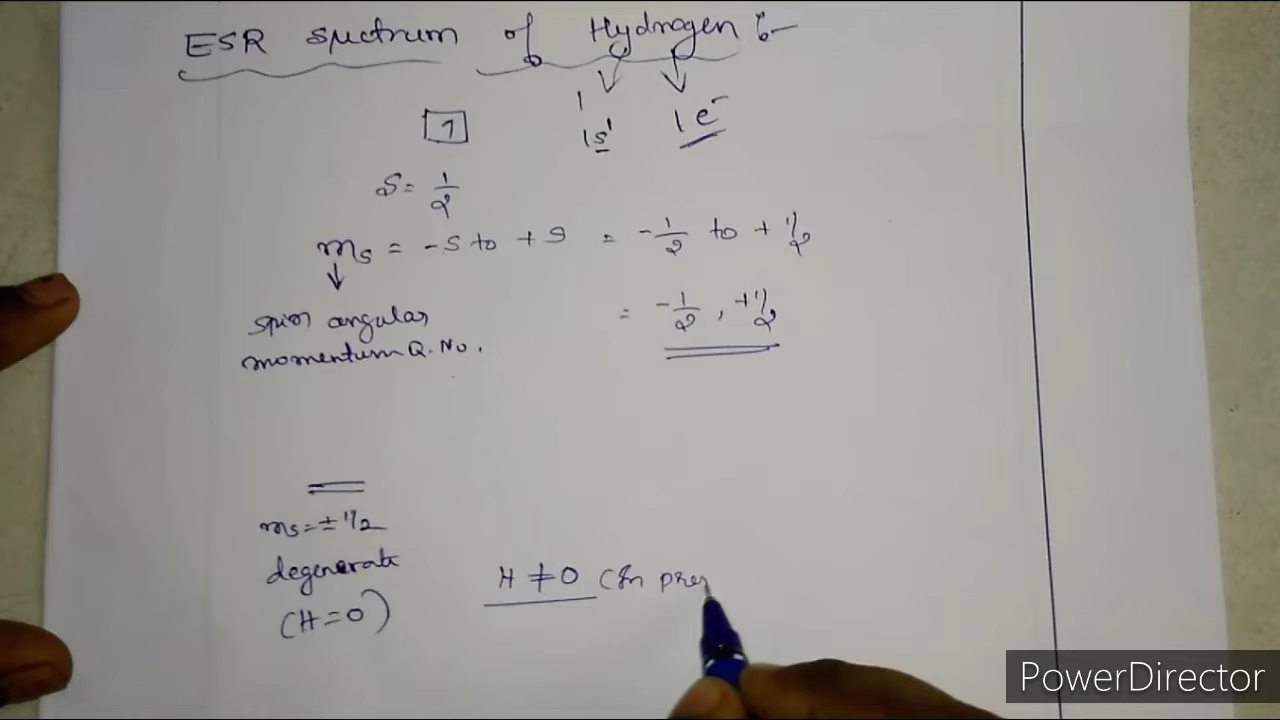 ESR spectrum of Hydrogen :-
1s¹ 1e⁻
1
S = 1/2
ms = -s to +s = -1/2 to +1/2
spin angular
momentum Q.No.
= -1/2, +1/2
ms = ±1/2
degenerate
(H=0)
H ≠ 0 (In pres
PowerDirector